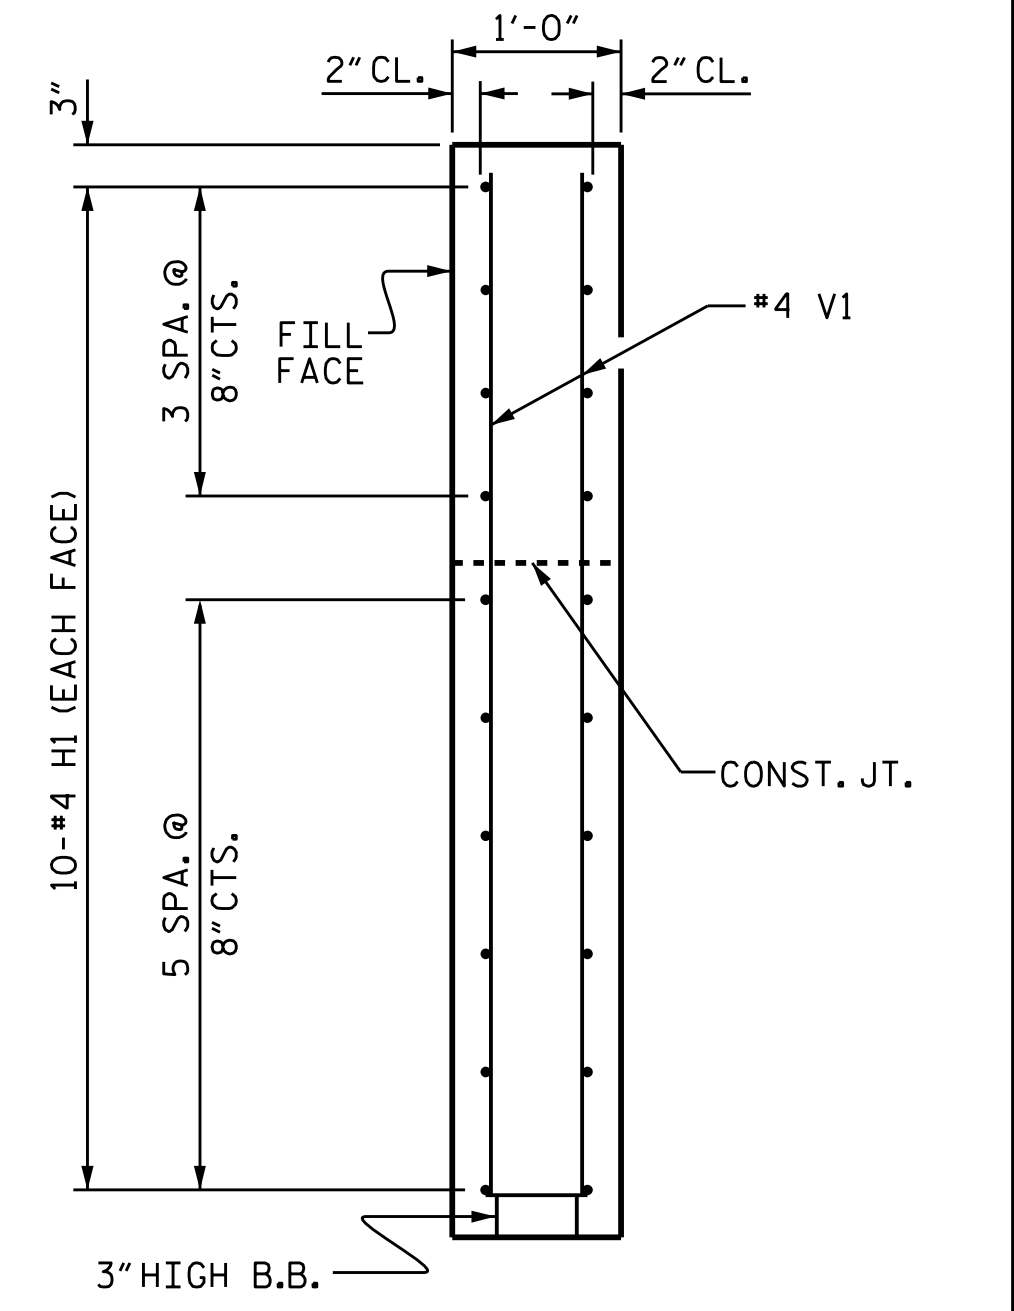 1'-0"
2" CL.
2" CL.
3"
3 SPA. @
8" CTS.
FILL
FACE
#4 V1
10-#4 H1 (EACH FACE)
CONST. JT.
5 SPA. @
8" CTS.
3" HIGH B.B.